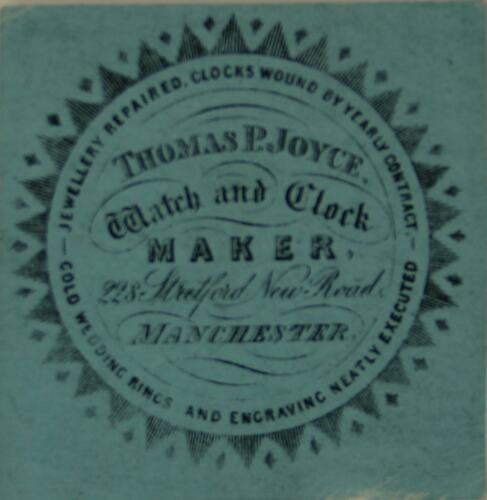 JEWELLERY REPAIRED, CLOCKS WOUND BY YEARLY CONTRACT,
THOMAS P. JOYCE,
Watch and Clock
MAKER,
228 Stretford New Road,
MANCHESTER.
GOLD WEDDING RINGS AND ENGRAVING NEATLY EXECUTED